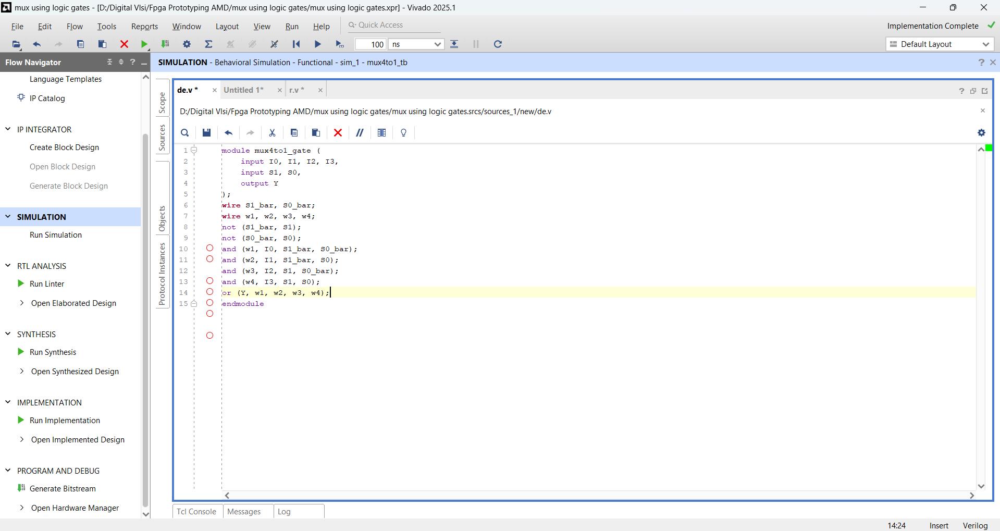 mux using logic gates - [D:/Digital Vlsi/Fpga Prototyping AMD/mux using logic gates/mux using logic gates.xpr] - Vivado 2025.1
File Edit Flow Tools Reports Window Layout View Run Help Quick Access
Implementation Complete
100 ns
Default Layout
Flow Navigator
?
SIMULATION - Behavioral Simulation - Functional - sim_1 - mux4to1_tb
?
Language Templates
IP Catalog
IP INTEGRATOR
Create Block Design
Open Block Design
Generate Block Design
SIMULATION
Run Simulation
RTL ANALYSIS
Run Linter
Open Elaborated Design
SYNTHESIS
Run Synthesis
Open Synthesized Design
IMPLEMENTATION
Run Implementation
Open Implemented Design
PROGRAM AND DEBUG
Generate Bitstream
Open Hardware Manager
Scope
Sources
Objects
Protocol Instances
de.v * Untitled 1* r.v *
?
D:/Digital Vlsi/Fpga Prototyping AMD/mux using logic gates/mux using logic gates.srcs/sources_1/new/de.v
1 module mux4to1_gate (
2 input I0, I1, I2, I3,
3 input S1, S0,
4 output Y
5 );
6 wire S1_bar, S0_bar;
7 wire w1, w2, w3, w4;
8 not (S1_bar, S1);
9 not (S0_bar, S0);
10 and (w1, I0, S1_bar, S0_bar);
11 and (w2, I1, S1_bar, S0);
12 and (w3, I2, S1, S0_bar);
13 and (w4, I3, S1, S0);
14 or (Y, w1, w2, w3, w4);
15 endmodule
Tcl Console Messages Log
14:24 Insert Verilog